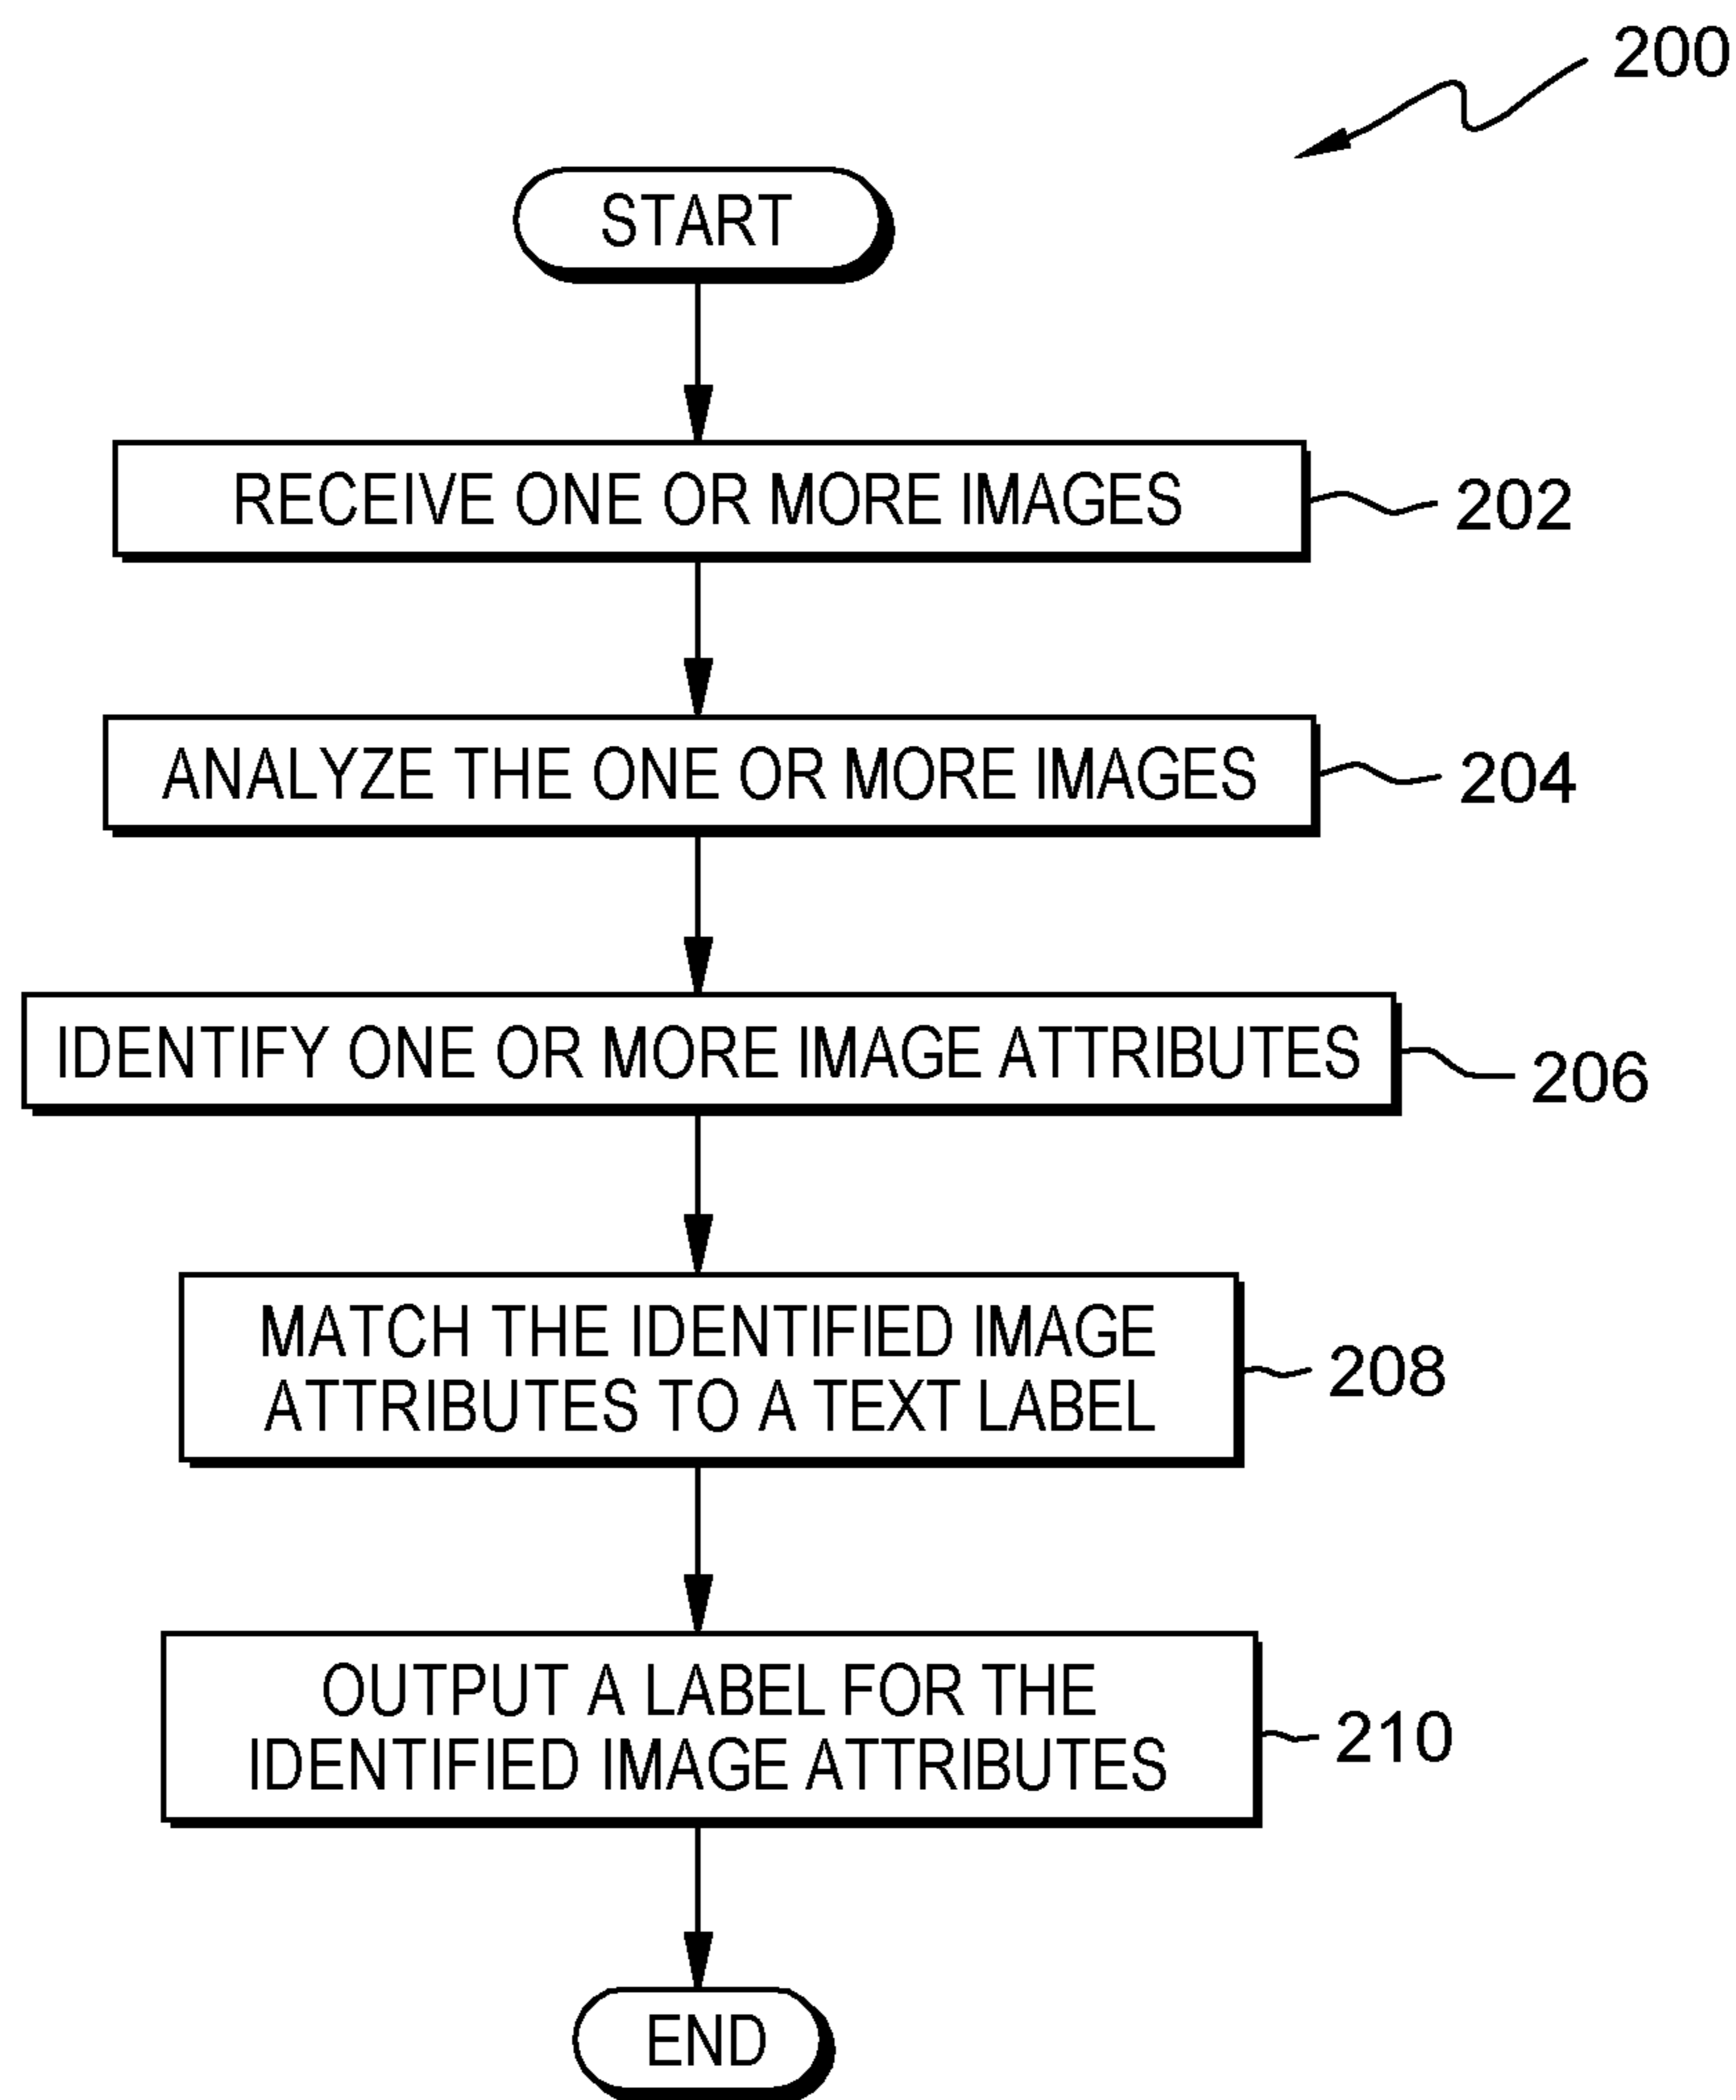 200
START
RECEIVE ONE OR MORE IMAGES
202
ANALYZE THE ONE OR MORE IMAGES
204
IDENTIFY ONE OR MORE IMAGE ATTRIBUTES
206
MATCH THE IDENTIFIED IMAGE
ATTRIBUTES TO A TEXT LABEL
208
OUTPUT A LABEL FOR THE
IDENTIFIED IMAGE ATTRIBUTES
210
END